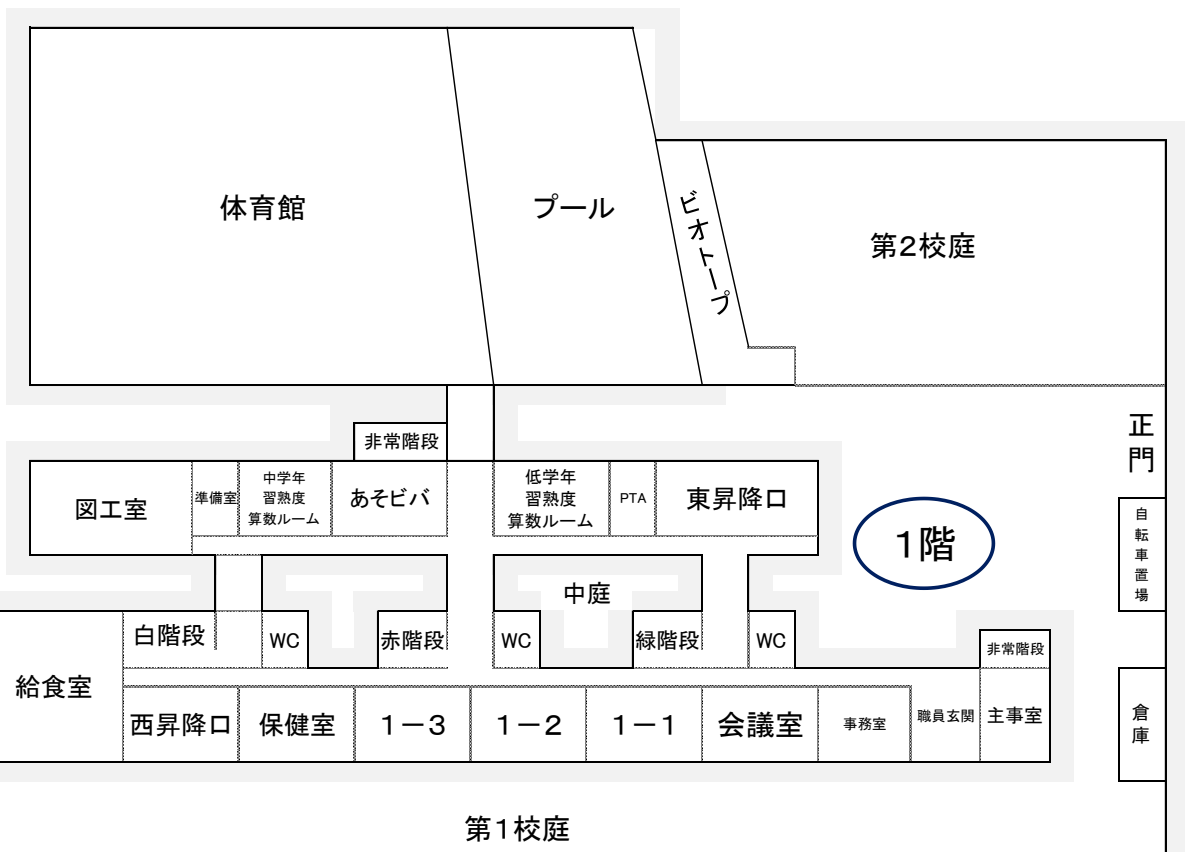 体育館
プール
ビオトープ
第2校庭
正門
非常階段
図工室
準備室
中学年
習熟度
算数ルーム
あそビバ
低学年
習熟度
算数ルーム
PTA
東昇降口
1階
自転車置場
中庭
白階段
WC
赤階段
WC
緑階段
WC
非常階段
給食室
西昇降口
保健室
1－3
1－2
1－1
会議室
事務室
職員玄関
主事室
倉庫
第1校庭